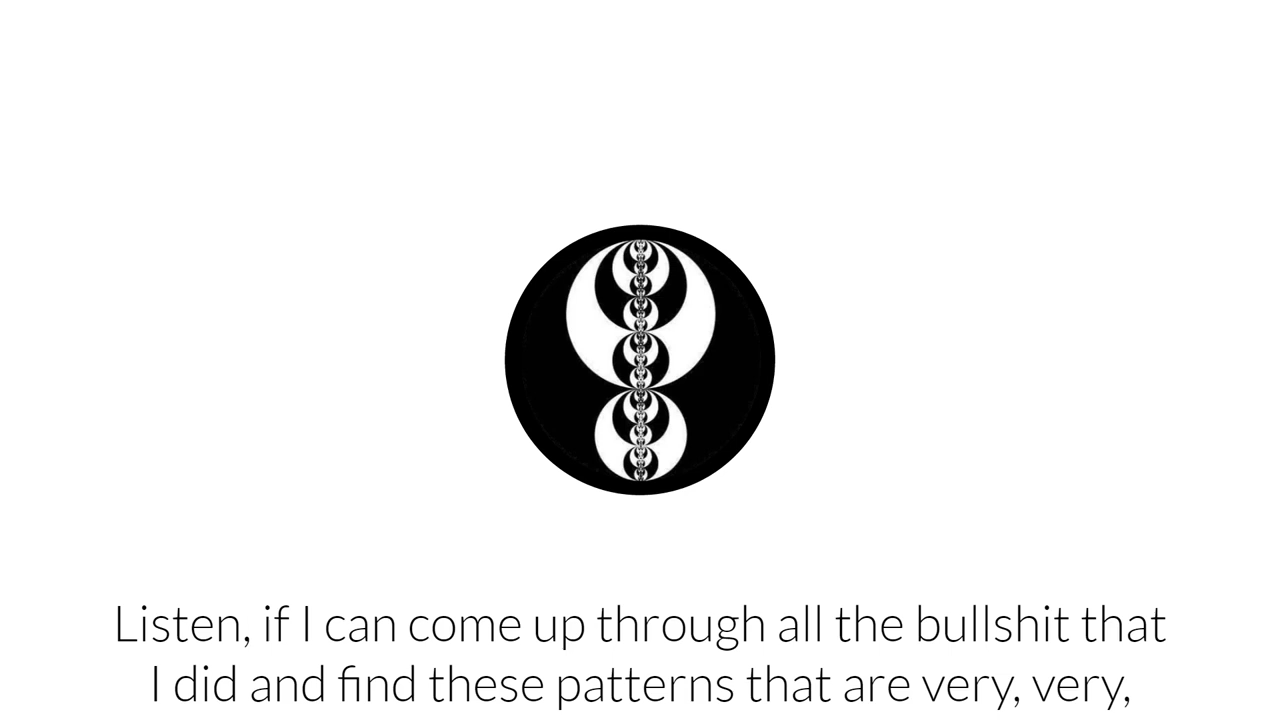 Listen, if I can come up through all the bullshit that
I did and find these patterns that are very, very,